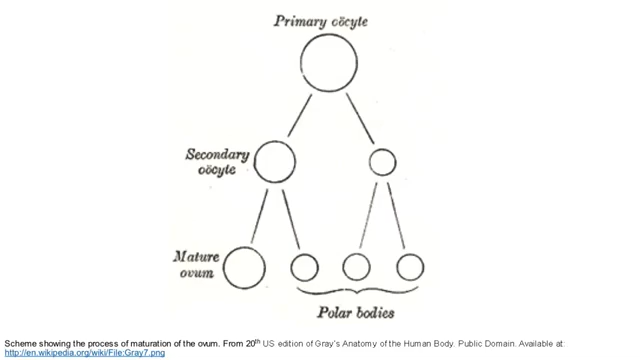 Primary oöcyte
Secondary
oöcyte
Mature
ovum
Polar bodies
Scheme showing the process of maturation of the ovum. From 20th US edition of Gray's Anatomy of the Human Body. Public Domain. Available at:
http://en.wikipedia.org/wiki/File:Gray7.png